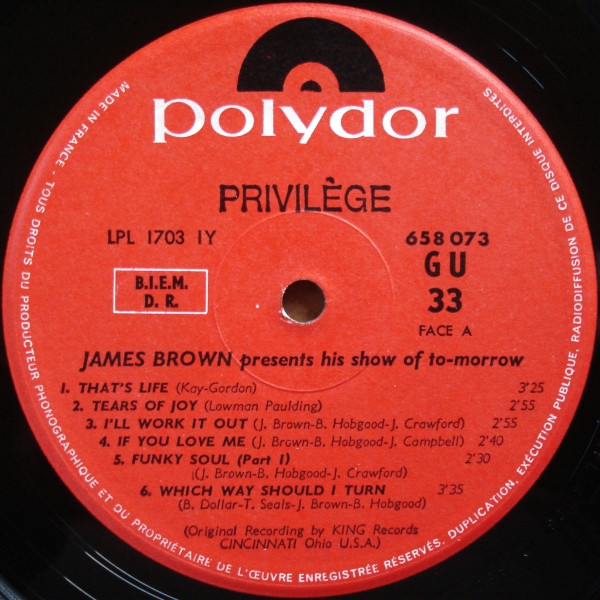 polydor
PRIVILÈGE
LPL 1703 1Y
658 073
B.I.E.M.
D. R.
G U
33
FACE A
JAMES BROWN presents his show of to-morrow
1. THAT'S LIFE (Kay-Gordon) 3'25
2. TEARS OF JOY (Lowman Paulding) 2'55
3. I'LL WORK IT OUT (J. Brown-B. Hobgood-J. Crawford) 2'55
4. IF YOU LOVE ME (J. Brown-B. Hobgood-J. Campbell) 2'40
5. FUNKY SOUL (Part I) 2'30
(J. Brown-B. Hobgood-J. Crawford)
6. WHICH WAY SHOULD I TURN 3'35
(B. Dollar-T. Seals-J. Brown-B. Hobgood)
(Original Recording by KING Records
CINCINNATI Ohio U.S.A.)
MADE IN FRANCE - TOUS DROITS DU PRODUCTEUR PHONOGRAPHIQUE ET DU PROPRIÉTAIRE DE L'ŒUVRE ENREGISTRÉE RÉSERVÉS. DUPLICATION, EXÉCUTION PUBLIQUE, RADIODIFFUSION DE CE DISQUE INTERDITES